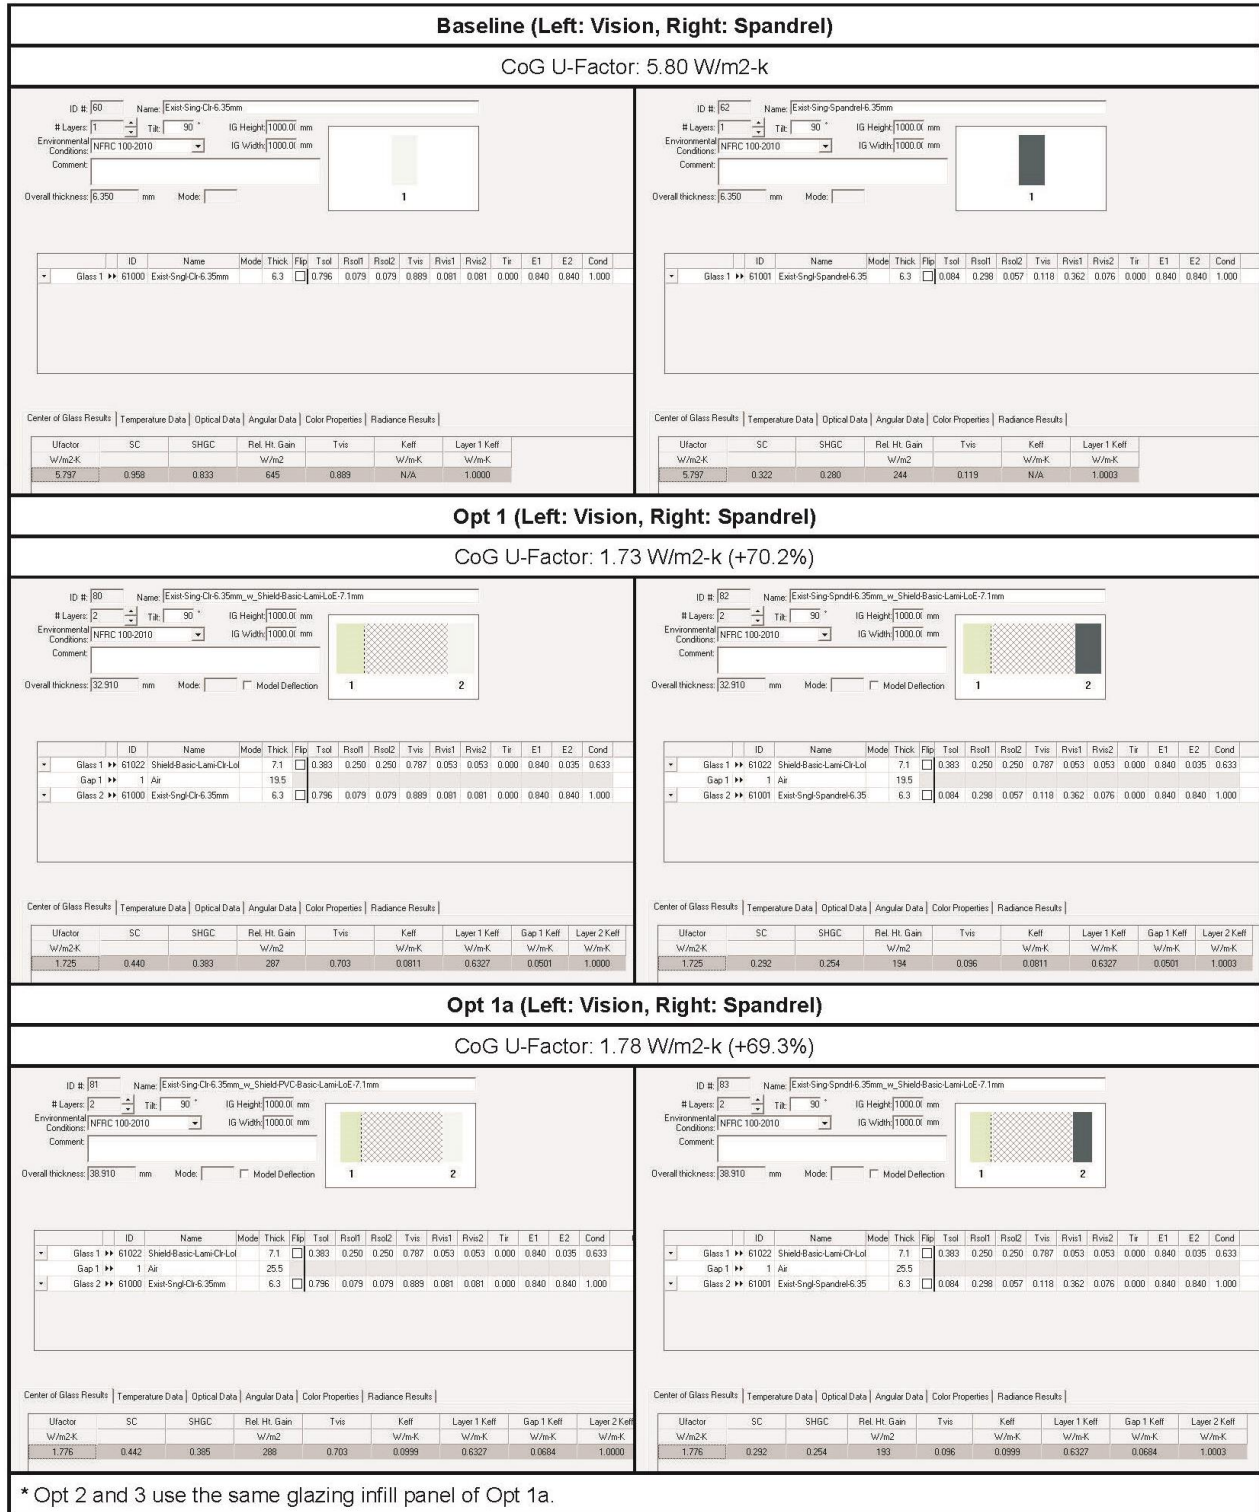 Baseline (Left: Vision, Right: Spandrel)
CoG U-Factor: 5.80 W/m2-k
ID #: 60 Name: Exist-Sing-Clr-6.35mm
# Layers: 1 Tilt: 90 ° IG Height: 1000.0( mm
Environmental Conditions: NFRC 100-2010 IG Width: 1000.0( mm
Comment:
Overall thickness: 6.350 mm Mode:
1
ID Name Mode Thick Flip Tsol Rsol1 Rsol2 Tvis Rvis1 Rvis2 Tir E1 E2 Cond
Glass 1 ▸▸ 61000 Exist-Sngl-Clr-6.35mm 6.3 0.796 0.079 0.079 0.889 0.081 0.081 0.000 0.840 0.840 1.000
Center of Glass Results | Temperature Data | Optical Data | Angular Data | Color Properties | Radiance Results |
Ufactor SC SHGC Rel. Ht. Gain Tvis Keff Layer 1 Keff
W/m2-K W/m2 W/m-K W/m-K
5.797 0.958 0.833 645 0.889 N/A 1.0000
ID #: 62 Name: Exist-Sing-Spandrel-6.35mm
# Layers: 1 Tilt: 90 ° IG Height: 1000.0( mm
Environmental Conditions: NFRC 100-2010 IG Width: 1000.0( mm
Comment:
Overall thickness: 6.350 mm Mode:
1
ID Name Mode Thick Flip Tsol Rsol1 Rsol2 Tvis Rvis1 Rvis2 Tir E1 E2 Cond
Glass 1 ▸▸ 61001 Exist-Sngl-Spandrel-6.35 6.3 0.084 0.298 0.057 0.118 0.362 0.076 0.000 0.840 0.840 1.000
Center of Glass Results | Temperature Data | Optical Data | Angular Data | Color Properties | Radiance Results |
Ufactor SC SHGC Rel. Ht. Gain Tvis Keff Layer 1 Keff
W/m2-K W/m2 W/m-K W/m-K
5.797 0.322 0.280 244 0.119 N/A 1.0003
Opt 1 (Left: Vision, Right: Spandrel)
CoG U-Factor: 1.73 W/m2-k (+70.2%)
ID #: 80 Name: Exist-Sing-Clr-6.35mm_w_Shield-Basic-Lami-LoE-7.1mm
# Layers: 2 Tilt: 90 ° IG Height: 1000.0( mm
Environmental Conditions: NFRC 100-2010 IG Width: 1000.0( mm
Comment:
Overall thickness: 32.910 mm Mode: Model Deflection
1 2
ID Name Mode Thick Flip Tsol Rsol1 Rsol2 Tvis Rvis1 Rvis2 Tir E1 E2 Cond
Glass 1 ▸▸ 61022 Shield-Basic-Lami-Clr-Lol 7.1 0.383 0.250 0.250 0.787 0.053 0.053 0.000 0.840 0.035 0.633
Gap 1 ▸▸ 1 Air 19.5
Glass 2 ▸▸ 61000 Exist-Sngl-Clr-6.35mm 6.3 0.796 0.079 0.079 0.889 0.081 0.081 0.000 0.840 0.840 1.000
Center of Glass Results | Temperature Data | Optical Data | Angular Data | Color Properties | Radiance Results |
Ufactor SC SHGC Rel. Ht. Gain Tvis Keff Layer 1 Keff Gap 1 Keff Layer 2 Keff
W/m2-K W/m2 W/m-K W/m-K W/m-K W/m-K
1.725 0.440 0.383 287 0.703 0.0811 0.6327 0.0501 1.0000
ID #: 82 Name: Exist-Sing-Spndrl-6.35mm_w_Shield-Basic-Lami-LoE-7.1mm
# Layers: 2 Tilt: 90 ° IG Height: 1000.0( mm
Environmental Conditions: NFRC 100-2010 IG Width: 1000.0( mm
Comment:
Overall thickness: 32.910 mm Mode: Model Deflection
1 2
ID Name Mode Thick Flip Tsol Rsol1 Rsol2 Tvis Rvis1 Rvis2 Tir E1 E2 Cond
Glass 1 ▸▸ 61022 Shield-Basic-Lami-Clr-Lol 7.1 0.383 0.250 0.250 0.787 0.053 0.053 0.000 0.840 0.035 0.633
Gap 1 ▸▸ 1 Air 19.5
Glass 2 ▸▸ 61001 Exist-Sngl-Spandrel-6.35 6.3 0.084 0.298 0.057 0.118 0.362 0.076 0.000 0.840 0.840 1.000
Center of Glass Results | Temperature Data | Optical Data | Angular Data | Color Properties | Radiance Results |
Ufactor SC SHGC Rel. Ht. Gain Tvis Keff Layer 1 Keff Gap 1 Keff Layer 2 Keff
W/m2-K W/m2 W/m-K W/m-K W/m-K W/m-K
1.725 0.292 0.254 194 0.096 0.0811 0.6327 0.0501 1.0003
Opt 1a (Left: Vision, Right: Spandrel)
CoG U-Factor: 1.78 W/m2-k (+69.3%)
ID #: 81 Name: Exist-Sing-Clr-6.35mm_w_Shield-PVC-Basic-Lami-LoE-7.1mm
# Layers: 2 Tilt: 90 ° IG Height: 1000.0( mm
Environmental Conditions: NFRC 100-2010 IG Width: 1000.0( mm
Comment:
Overall thickness: 38.910 mm Mode: Model Deflection
1 2
ID Name Mode Thick Flip Tsol Rsol1 Rsol2 Tvis Rvis1 Rvis2 Tir E1 E2 Cond
Glass 1 ▸▸ 61022 Shield-Basic-Lami-Clr-Lol 7.1 0.383 0.250 0.250 0.787 0.053 0.053 0.000 0.840 0.035 0.633
Gap 1 ▸▸ 1 Air 25.5
Glass 2 ▸▸ 61000 Exist-Sngl-Clr-6.35mm 6.3 0.796 0.079 0.079 0.889 0.081 0.081 0.000 0.840 0.840 1.000
Center of Glass Results | Temperature Data | Optical Data | Angular Data | Color Properties | Radiance Results |
Ufactor SC SHGC Rel. Ht. Gain Tvis Keff Layer 1 Keff Gap 1 Keff Layer 2 Keff
W/m2-K W/m2 W/m-K W/m-K W/m-K W/m-K
1.776 0.442 0.385 288 0.703 0.0999 0.6327 0.0684 1.0000
ID #: 83 Name: Exist-Sing-Spndrl-6.35mm_w_Shield-Basic-Lami-LoE-7.1mm
# Layers: 2 Tilt: 90 ° IG Height: 1000.0( mm
Environmental Conditions: NFRC 100-2010 IG Width: 1000.0( mm
Comment:
Overall thickness: 38.910 mm Mode: Model Deflection
1 2
ID Name Mode Thick Flip Tsol Rsol1 Rsol2 Tvis Rvis1 Rvis2 Tir E1 E2 Cond
Glass 1 ▸▸ 61022 Shield-Basic-Lami-Clr-Lol 7.1 0.383 0.250 0.250 0.787 0.053 0.053 0.000 0.840 0.035 0.633
Gap 1 ▸▸ 1 Air 25.5
Glass 2 ▸▸ 61001 Exist-Sngl-Spandrel-6.35 6.3 0.084 0.298 0.057 0.118 0.362 0.076 0.000 0.840 0.840 1.000
Center of Glass Results | Temperature Data | Optical Data | Angular Data | Color Properties | Radiance Results |
Ufactor SC SHGC Rel. Ht. Gain Tvis Keff Layer 1 Keff Gap 1 Keff Layer 2 Keff
W/m2-K W/m2 W/m-K W/m-K W/m-K W/m-K
1.776 0.292 0.254 193 0.096 0.0999 0.6327 0.0684 1.0003
* Opt 2 and 3 use the same glazing infill panel of Opt 1a.